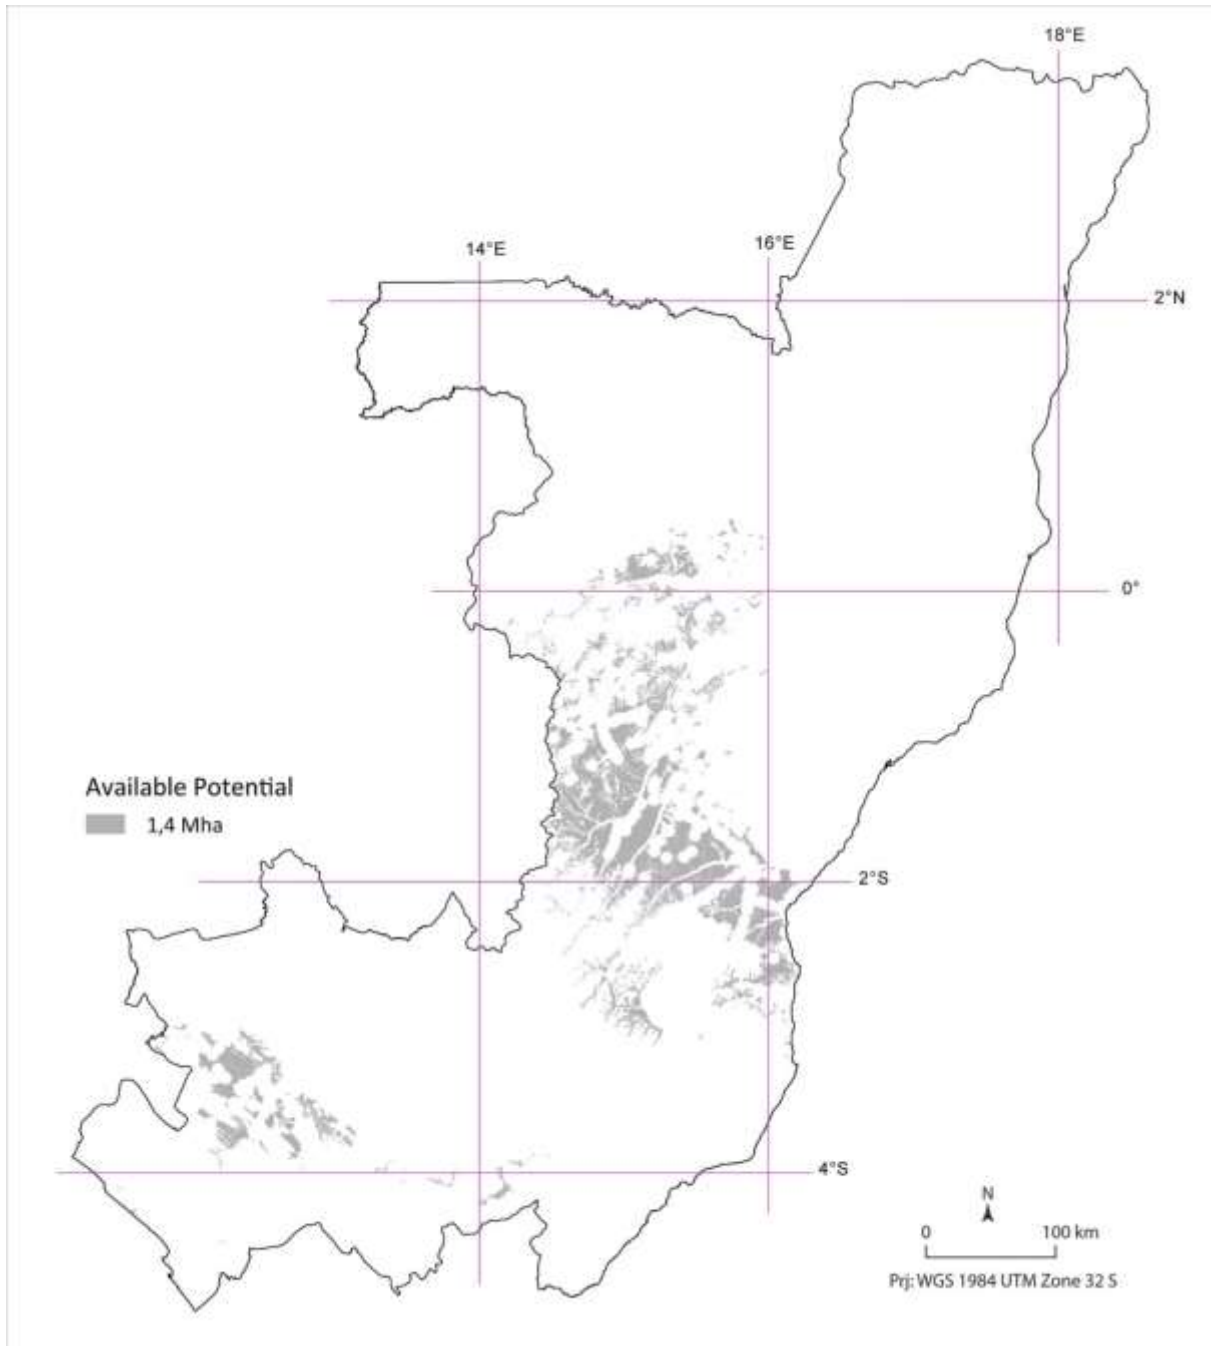 18°E
14°E
16°E
2°N
0°
Available Potential
1,4 Mha
2°S
4°S
N
0 100 km
Prj: WGS 1984 UTM Zone 32 S